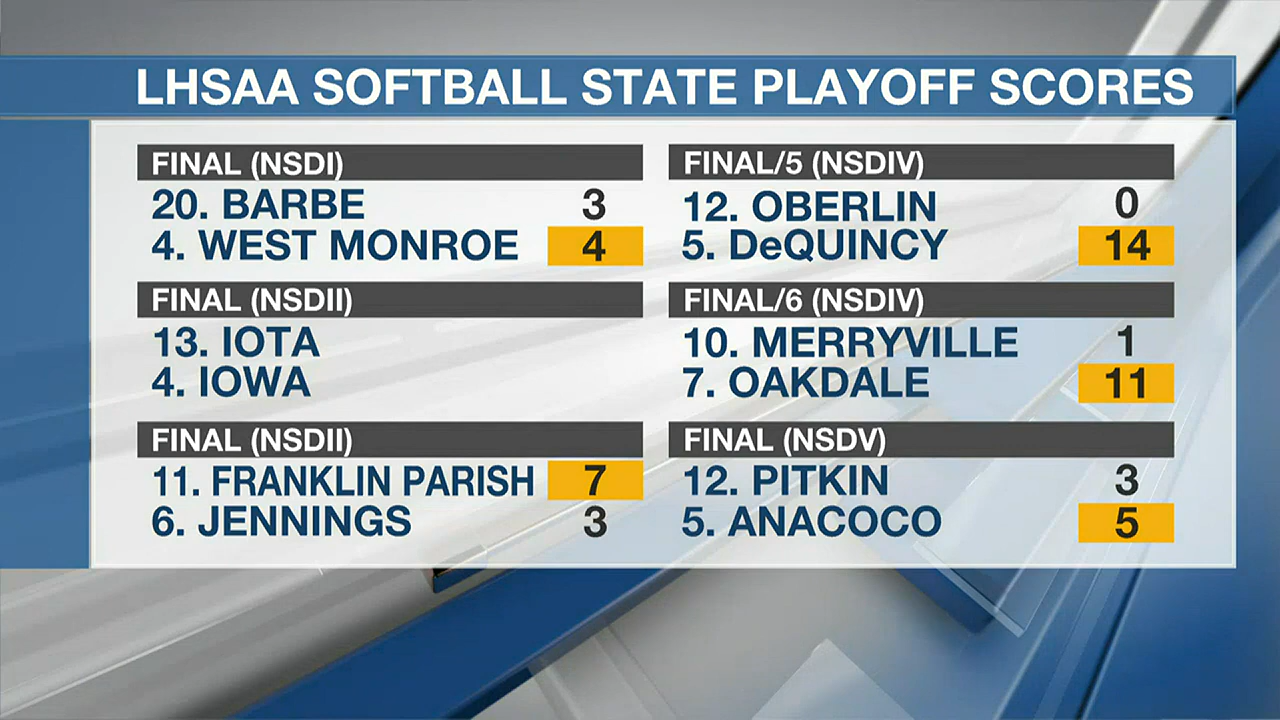 LHSAA SOFTBALL STATE PLAYOFF SCORES
FINAL (NSDI)
20. BARBE 3
4. WEST MONROE 4
FINAL (NSDII)
13. IOTA
4. IOWA
FINAL (NSDII)
11. FRANKLIN PARISH 7
6. JENNINGS 3
FINAL/5 (NSDIV)
12. OBERLIN 0
5. DeQUINCY 14
FINAL/6 (NSDIV)
10. MERRYVILLE 1
7. OAKDALE 11
FINAL (NSDV)
12. PITKIN 3
5. ANACOCO 5